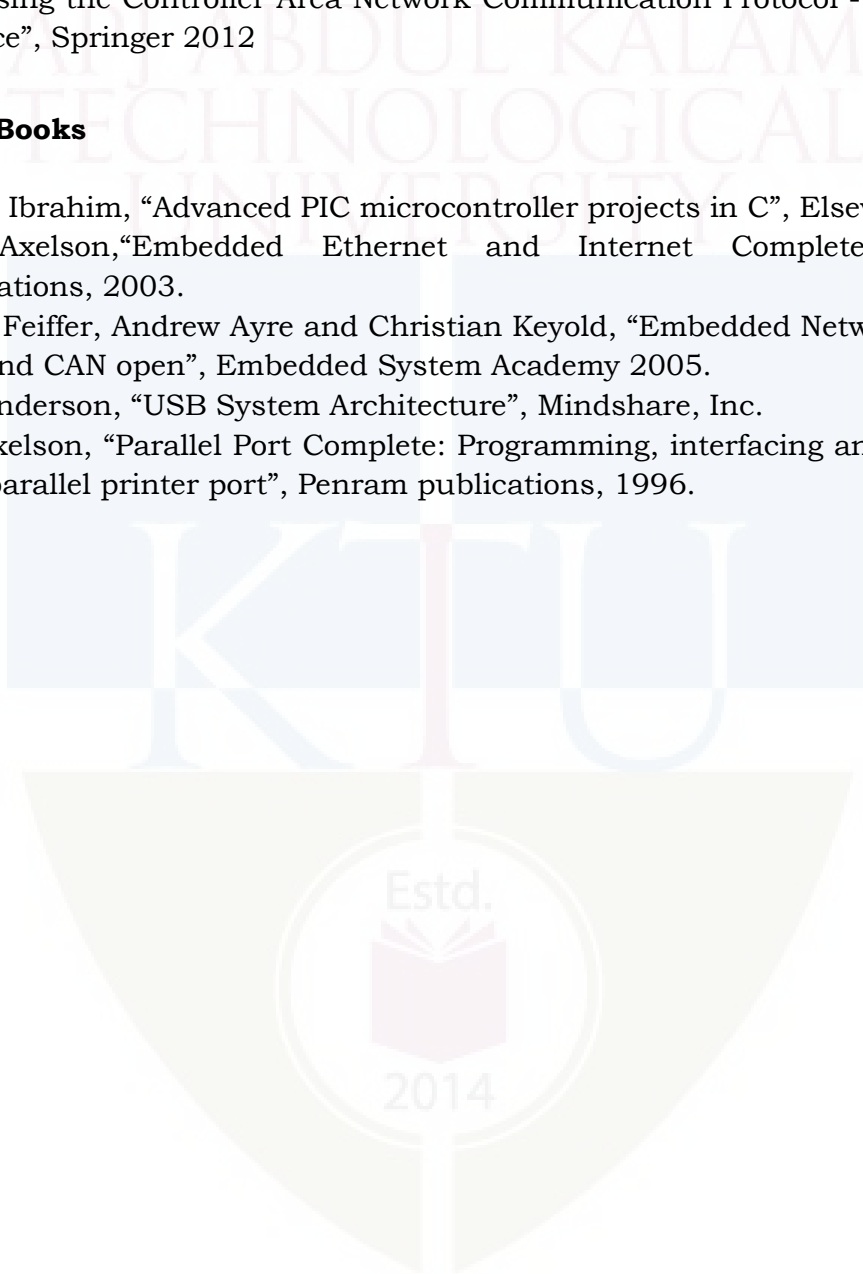 sing the Controller Area Network Communication Protocol -
ce”, Springer 2012
APJ ABDUL KALAM
TECHNOLOGICAL
UNIVERSITY
Books
Ibrahim, “Advanced PIC microcontroller projects in C”, Elsev
Axelson,“Embedded Ethernet and Internet Complete
ations, 2003.
Feiffer, Andrew Ayre and Christian Keyold, “Embedded Netw
nd CAN open”, Embedded System Academy 2005.
nderson, “USB System Architecture”, Mindshare, Inc.
xelson, “Parallel Port Complete: Programming, interfacing an
parallel printer port”, Penram publications, 1996.
KTU
Estd.
2014